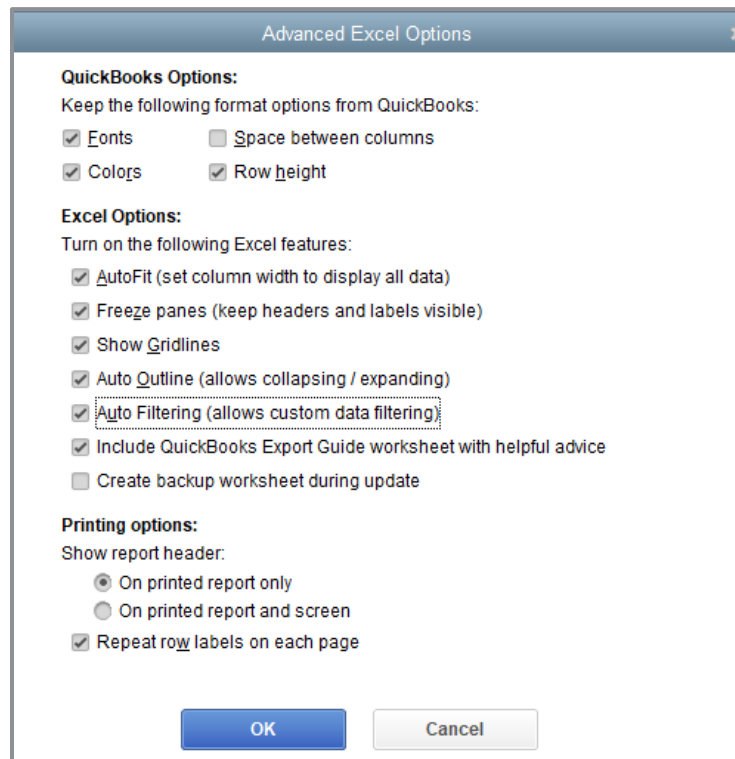 Advanced Excel Options
QuickBooks Options:
Keep the following format options from QuickBooks:
Fonts Space between columns
Colors Row height
Excel Options:
Turn on the following Excel features:
AutoFit (set column width to display all data)
Freeze panes (keep headers and labels visible)
Show Gridlines
Auto Outline (allows collapsing / expanding)
Auto Filtering (allows custom data filtering)
Include QuickBooks Export Guide worksheet with helpful advice
Create backup worksheet during update
Printing options:
Show report header:
On printed report only
On printed report and screen
Repeat row labels on each page
OK Cancel